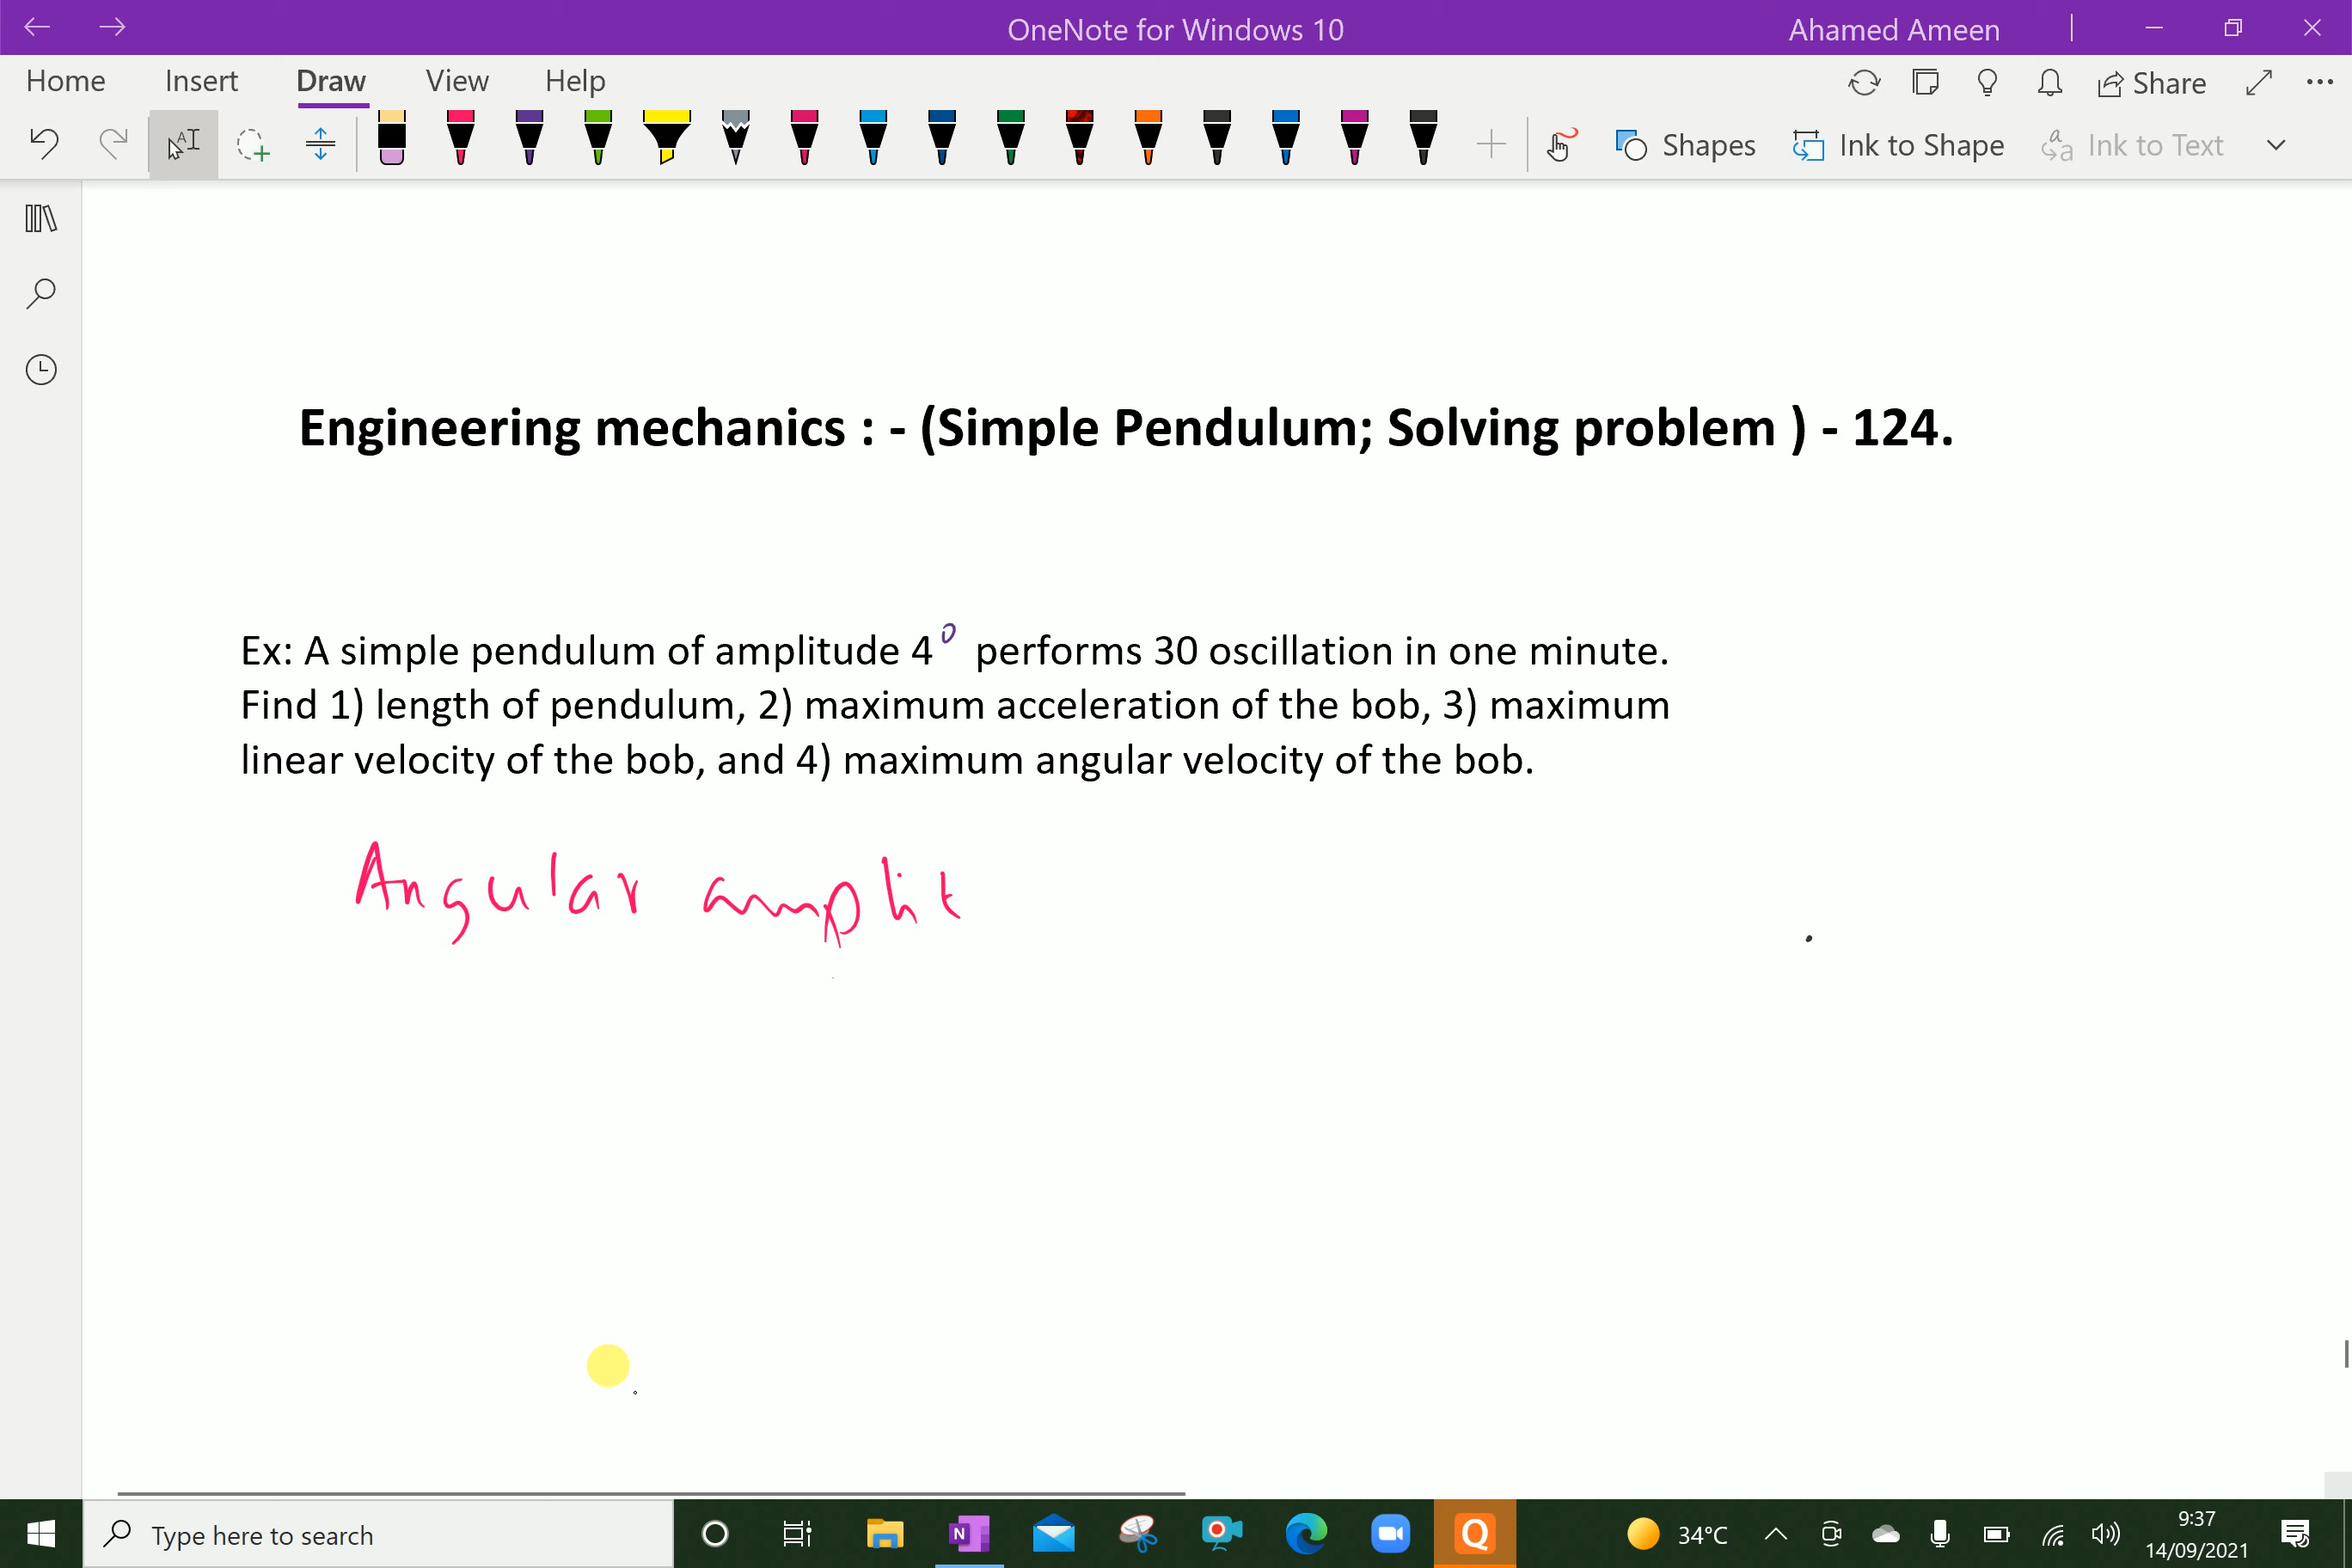 OneNote for Windows 10
Ahamed Ameen
Home Insert Draw View Help
Share
Shapes Ink to Shape Ink to Text
Engineering mechanics : - (Simple Pendulum; Solving problem ) - 124.
Ex: A simple pendulum of amplitude 4° performs 30 oscillation in one minute.
Find 1) length of pendulum, 2) maximum acceleration of the bob, 3) maximum
linear velocity of the bob, and 4) maximum angular velocity of the bob.
Angular amplit
Type here to search
34°C
9:37
14/09/2021